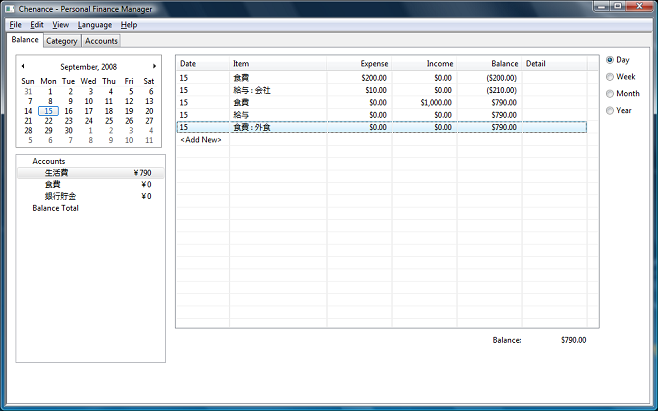 Chenance - Personal Finance Manager
File Edit View Language Help
Balance Category Accounts
September, 2008
Sun Mon Tue Wed Thu Fri Sat
31 1 2 3 4 5 6
7 8 9 10 11 12 13
14 15 16 17 18 19 20
21 22 23 24 25 26 27
28 29 30 1 2 3 4
5 6 7 8 9 10 11
Accounts
生活費 ¥790
食費 ¥0
銀行貯金 ¥0
Balance Total
Date Item Expense Income Balance Detail
15 食費 $200.00 $0.00 ($200.00)
15 給与 : 会社 $10.00 $0.00 ($210.00)
15 食費 $0.00 $1,000.00 $790.00
15 給与 $0.00 $0.00 $790.00
15 食費 : 外食 $0.00 $0.00 $790.00
<Add New>
Balance: $790.00
Day
Week
Month
Year